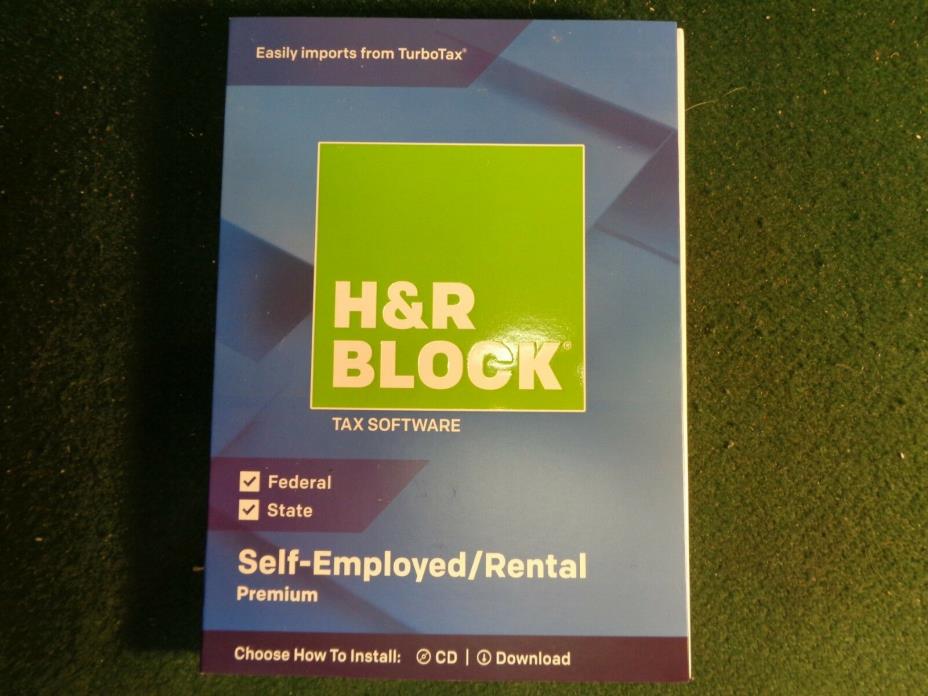 Easily imports from TurboTax®
H&R
BLOCK®
TAX SOFTWARE
Federal
State
Self-Employed/Rental
Premium
Choose How To Install: CD | Download